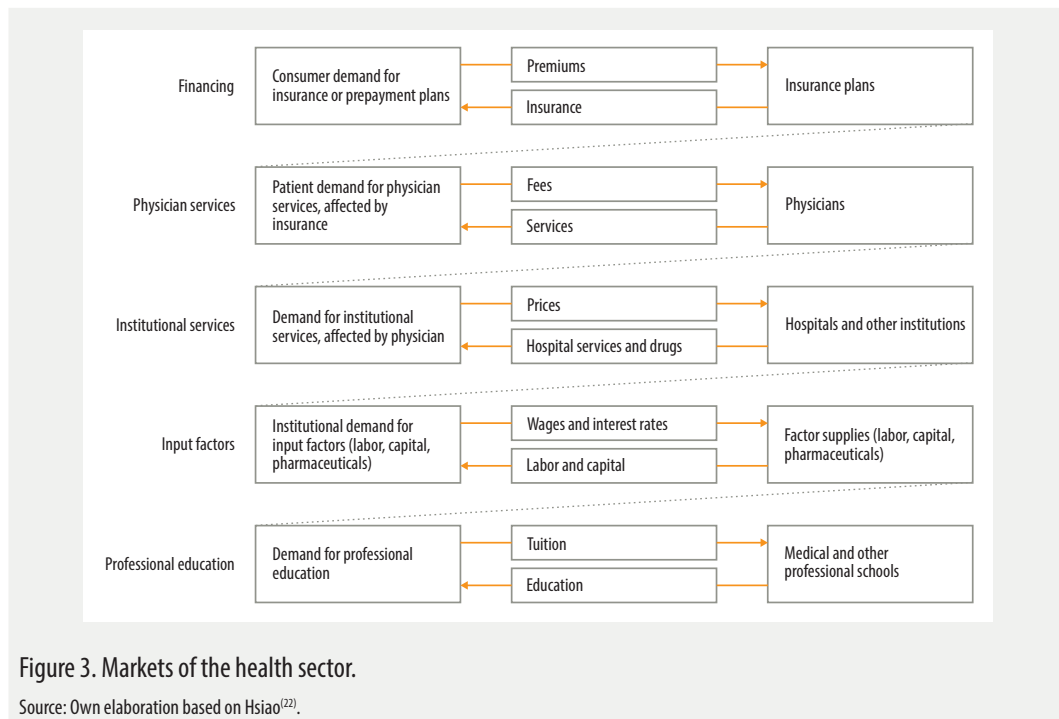 Financing
Consumer demand for
insurance or prepayment plans
Premiums
Insurance
Insurance plans
Physician services
Patient demand for physician
services, affected by
insurance
Fees
Services
Physicians
Institutional services
Demand for institutional
services, affected by physician
Prices
Hospital services and drugs
Hospitals and other institutions
Input factors
Institutional demand for
input factors (labor, capital,
pharmaceuticals)
Wages and interest rates
Labor and capital
Factor supplies (labor, capital,
pharmaceuticals)
Professional education
Demand for professional
education
Tuition
Education
Medical and other
professional schools
Figure 3. Markets of the health sector.
Source: Own elaboration based on Hsiao(22).